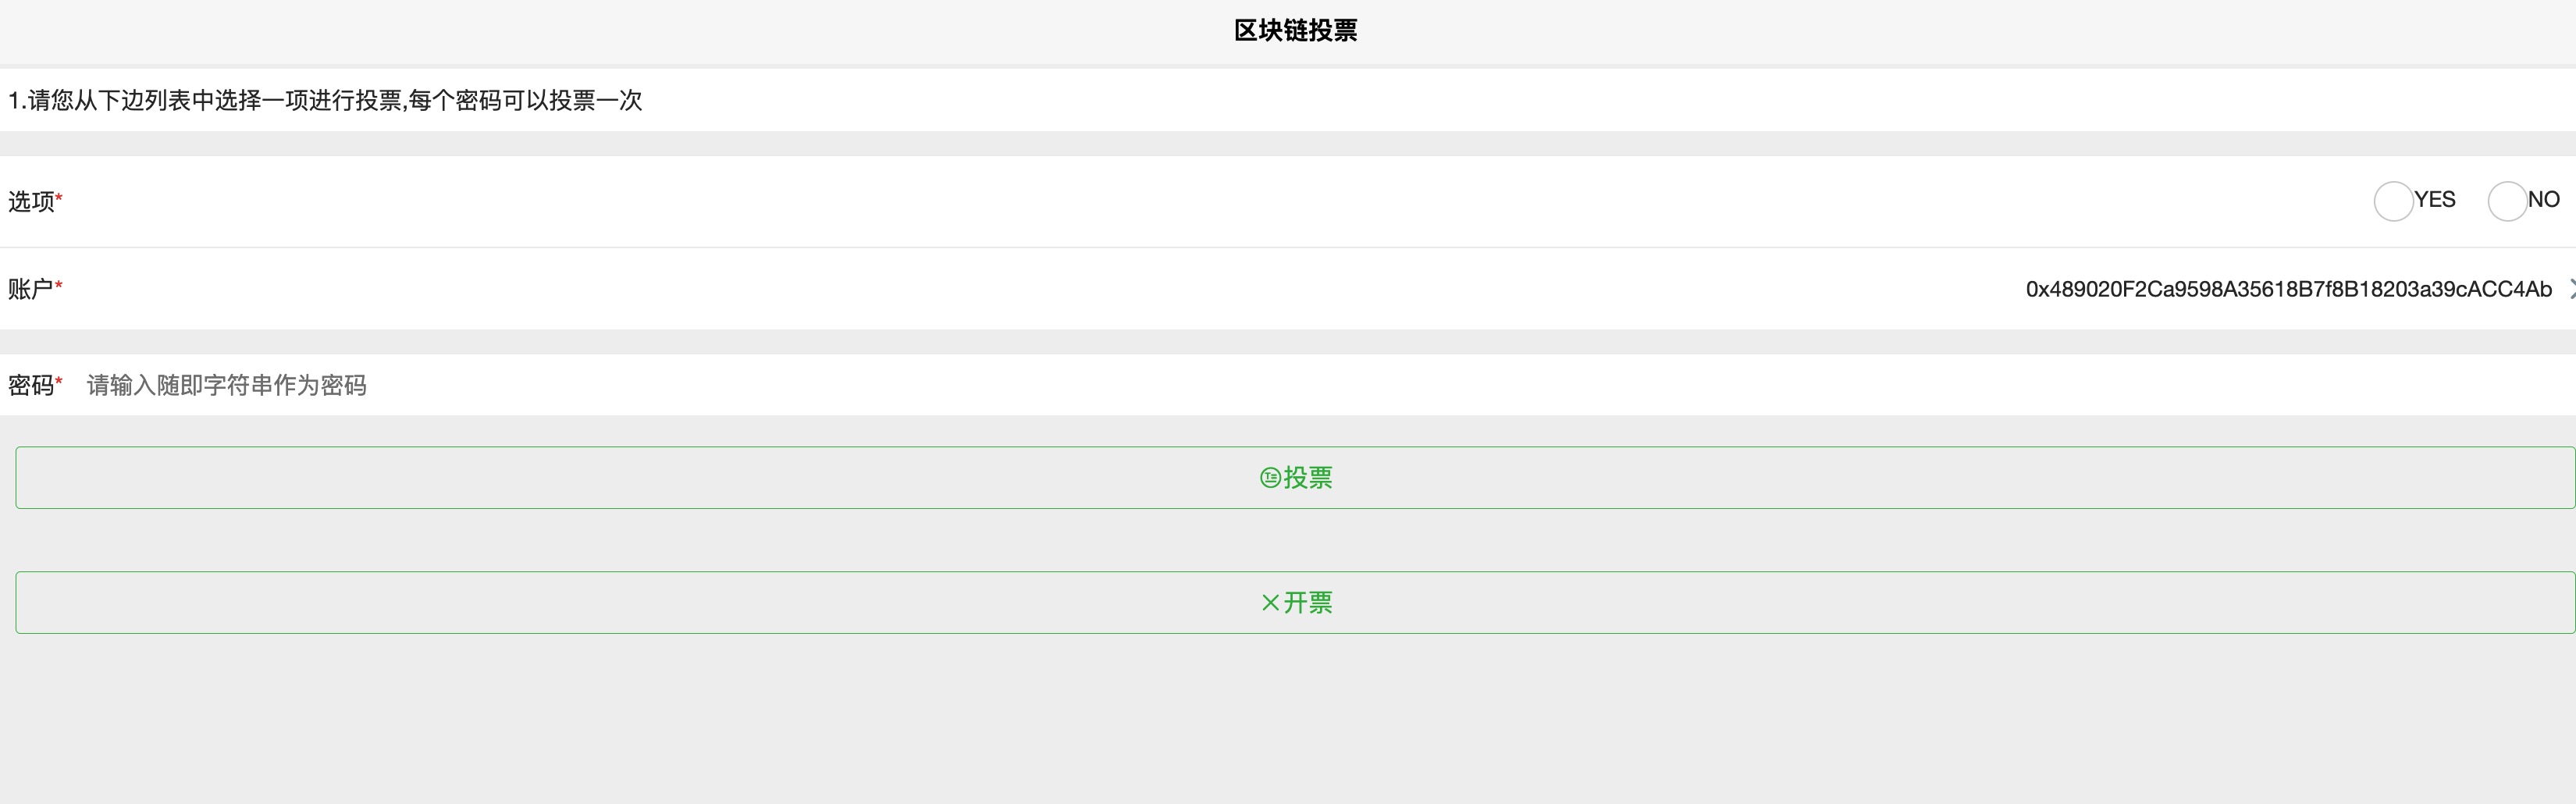 区块链投票
1.请您从下边列表中选择一项进行投票,每个密码可以投票一次
选项* YES NO
账户* 0x489020F2Ca9598A35618B7f8B18203a39cACC4Ab
密码* 请输入随即字符串作为密码
投票
开票